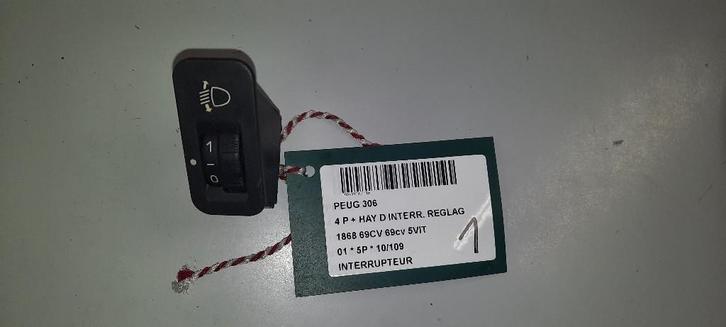 1
-
0
PEUG 306
4 P + HAY D INTERR. REGLAG
1868 69CV 69cv 5VIT
01 * 5P * 10/109
INTERRUPTEUR
1